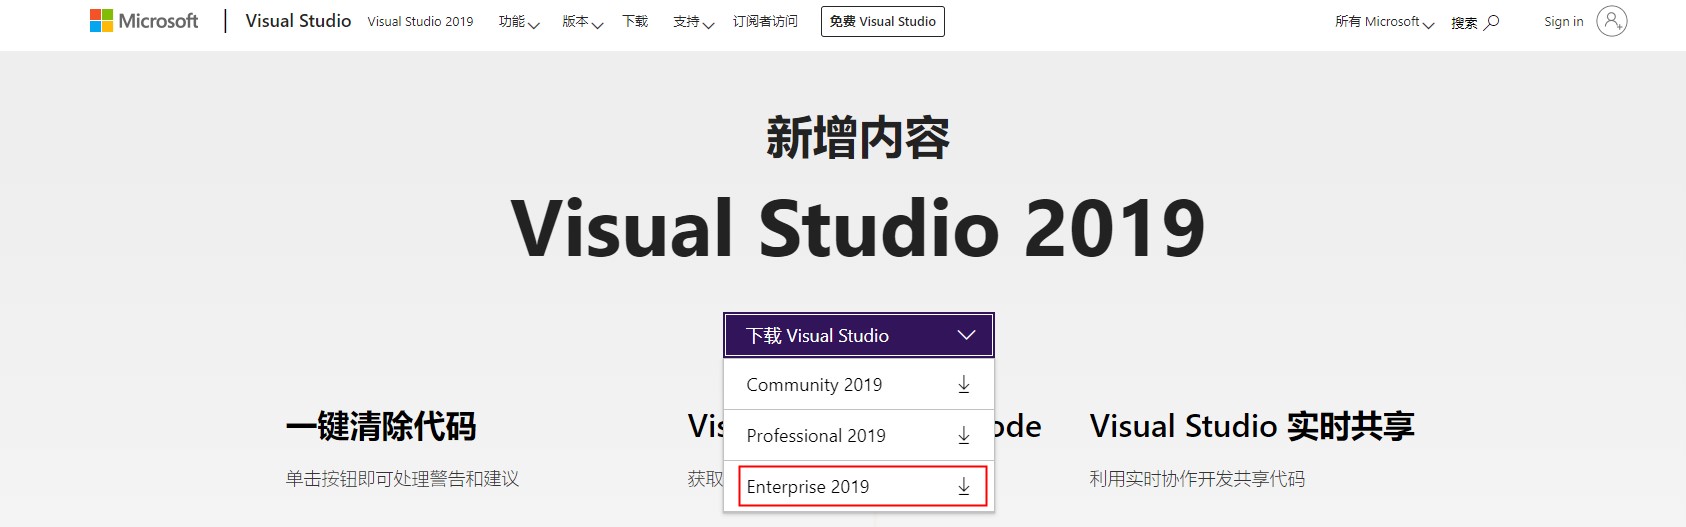 Microsoft Visual Studio Visual Studio 2019 功能 版本 下载 支持 订阅者访问 免费 Visual Studio 所有 Microsoft 搜索 Sign in
新增内容
Visual Studio 2019
下载 Visual Studio
Community 2019
一键清除代码
Visual Studio 实时共享
Professional 2019
单击按钮即可处理警告和建议
获取
利用实时协作开发共享代码
Enterprise 2019